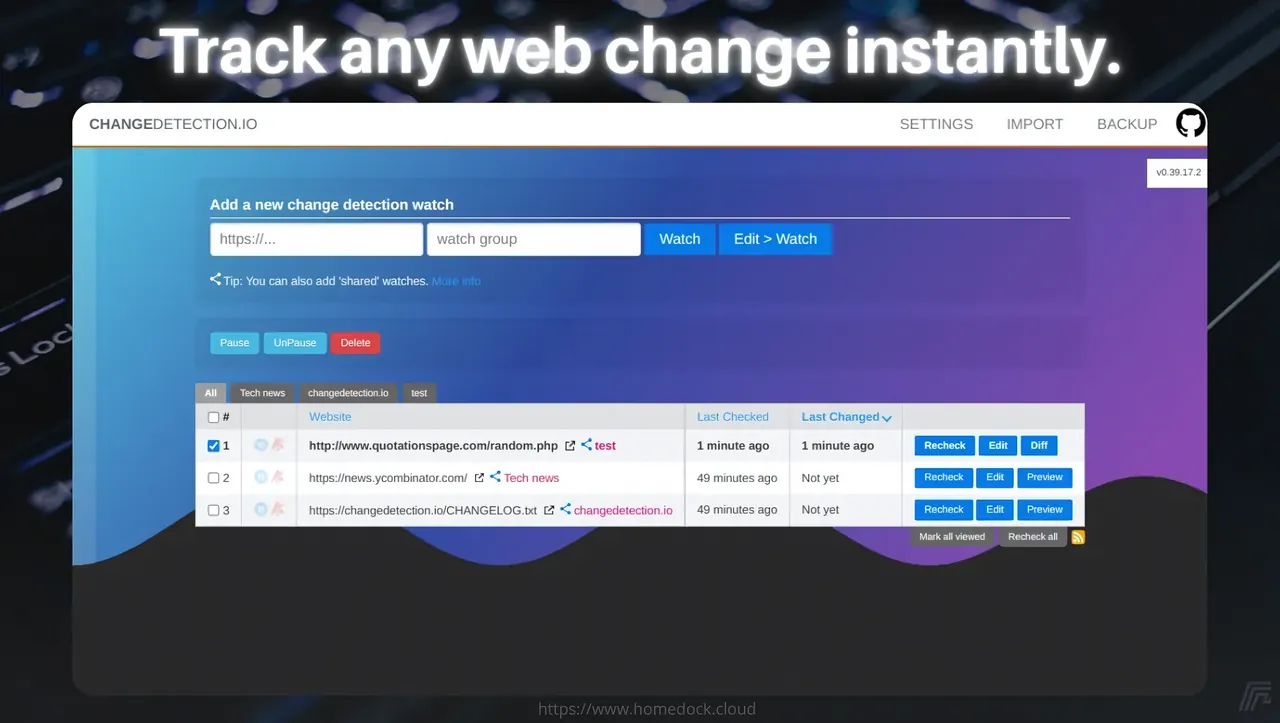 Track any web change instantly.
CHANGEDETECTION.IO SETTINGS IMPORT BACKUP
v0.39.17.2
Add a new change detection watch
https://... watch group Watch Edit > Watch
Tip: You can also add 'shared' watches. More info
Pause UnPause Delete
All Tech news changedetection.io test
# Website Last Checked Last Changed
1 http://www.quotationspage.com/random.php test 1 minute ago 1 minute ago Recheck Edit Diff
2 https://news.ycombinator.com/ Tech news 49 minutes ago Not yet Recheck Edit Preview
3 https://changedetection.io/CHANGELOG.txt changedetection.io 49 minutes ago Not yet Recheck Edit Preview
Mark all viewed Recheck all
s Lock
https://www.homedock.cloud